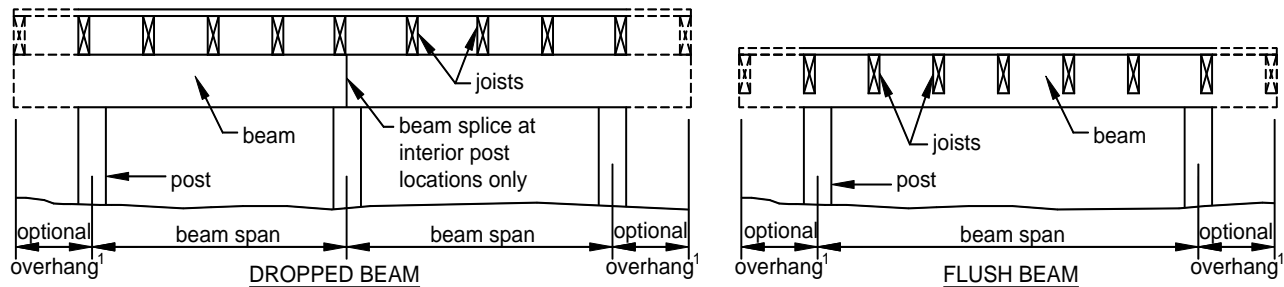 joists
beam
beam splice at
interior post
locations only
post
optional
beam span
beam span
optional
overhang¹
overhang¹
DROPPED BEAM
joists
beam
post
optional
beam span
optional
overhang¹
overhang¹
FLUSH BEAM